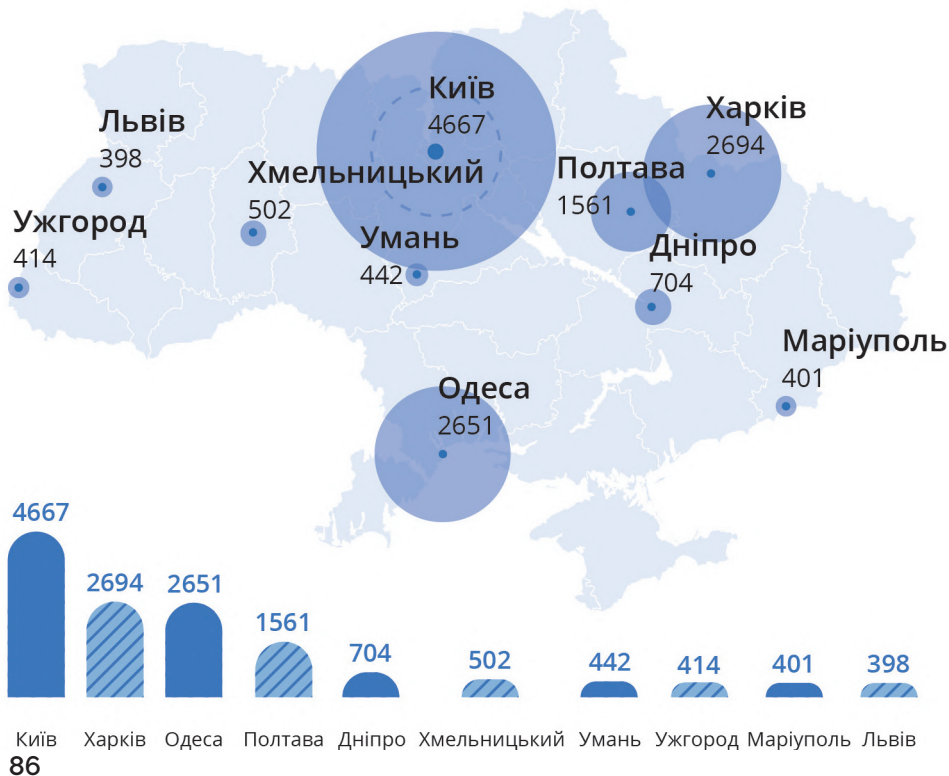 Київ
4667
Харків
2694
Львів
398
Хмельницький
502
Полтава
1561
Ужгород
414
Умань
442
Дніпро
704
Маріуполь
401
Одеса
2651
4667
2694
2651
1561
704
502
442
414
401
398
Київ
Харків
Одеса
Полтава
Дніпро
Хмельницький
Умань
Ужгород
Маріуполь
Львів
86